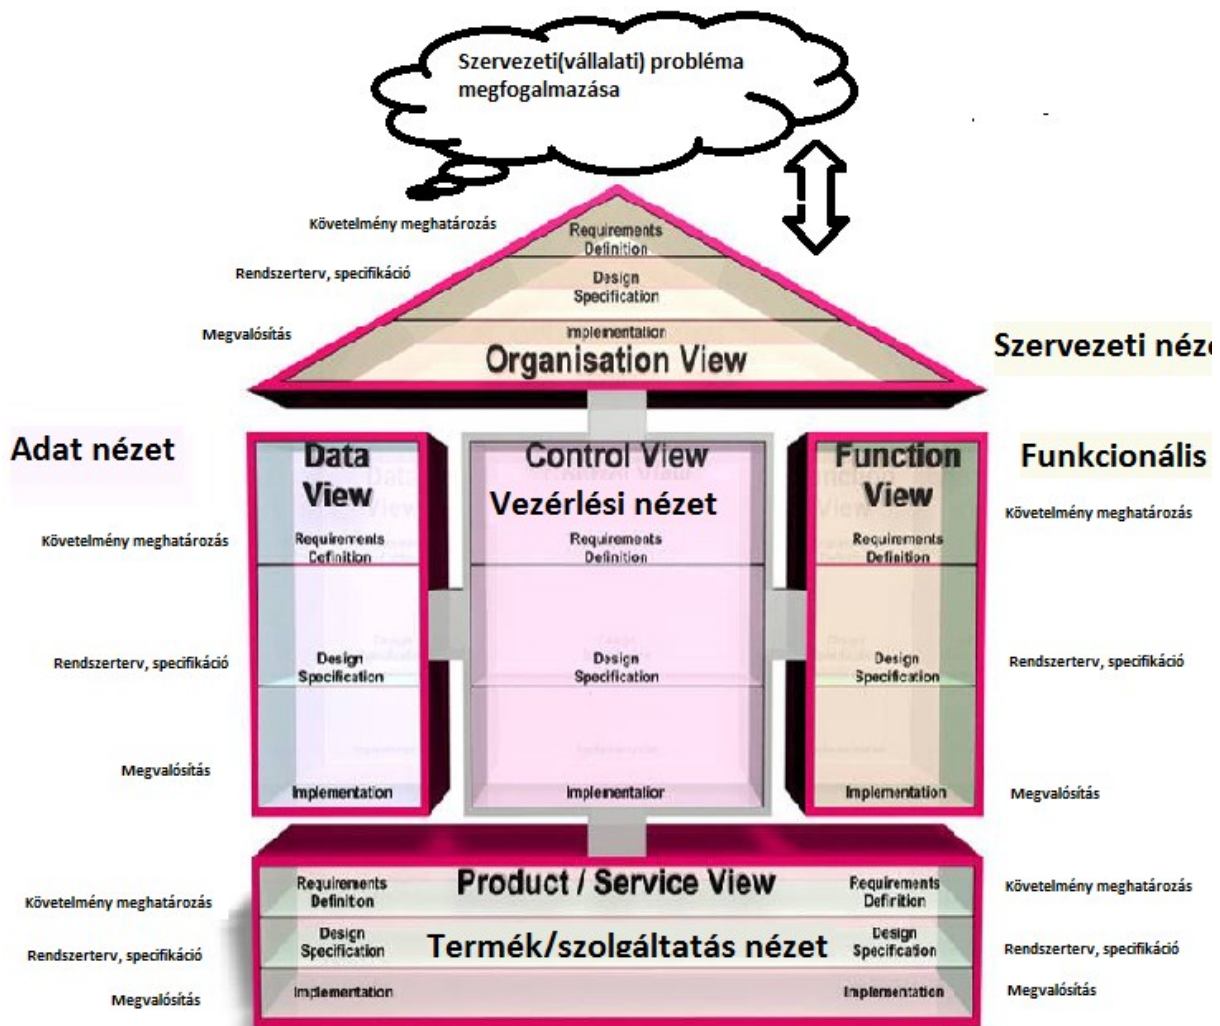 Szervezeti(vállalati) probléma
megfogalmazása
Követelmény meghatározás
Requirements
Definition
Rendszerterv, specifikáció
Design
Specification
Megvalósítás
Implementation
Organisation View
Szervezeti néze
Adat nézet
Data
View
Control View
Vezérlési nézet
Function
View
Funkcionális
Követelmény meghatározás
Requirements
Definition
Requirements
Definition
Requirements
Definition
Követelmény meghatározás
Rendszerterv, specifikáció
Design
Specification
Design
Specification
Design
Specification
Rendszerterv, specifikáció
Megvalósítás
Implementation
Implementation
Implementation
Megvalósítás
Product / Service View
Követelmény meghatározás
Requirements
Definition
Requirements
Definition
Követelmény meghatározás
Rendszerterv, specifikáció
Design
Specification
Termék/szolgáltatás nézet
Design
Specification
Rendszerterv, specifikáció
Megvalósítás
Implementation
Implementation
Megvalósítás